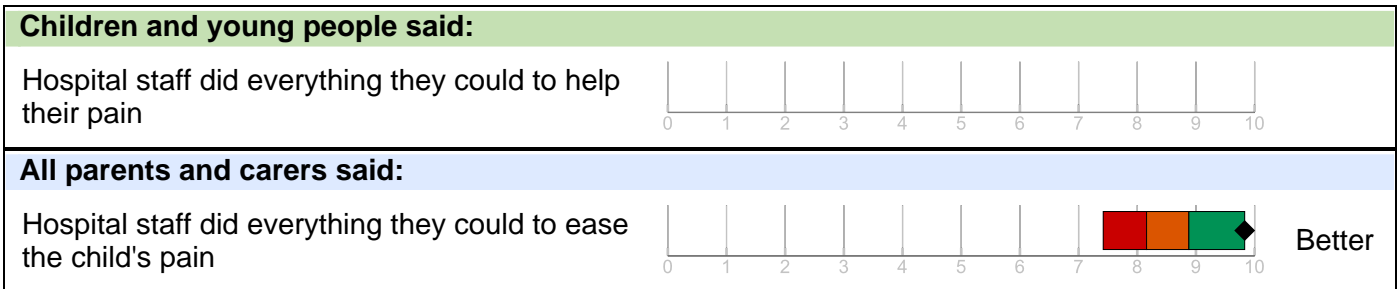 Children and young people said:
Hospital staff did everything they could to help
their pain
0 1 2 3 4 5 6 7 8 9 10
All parents and carers said:
Hospital staff did everything they could to ease
the child's pain
0 1 2 3 4 5 6 7 8 9 10
Better